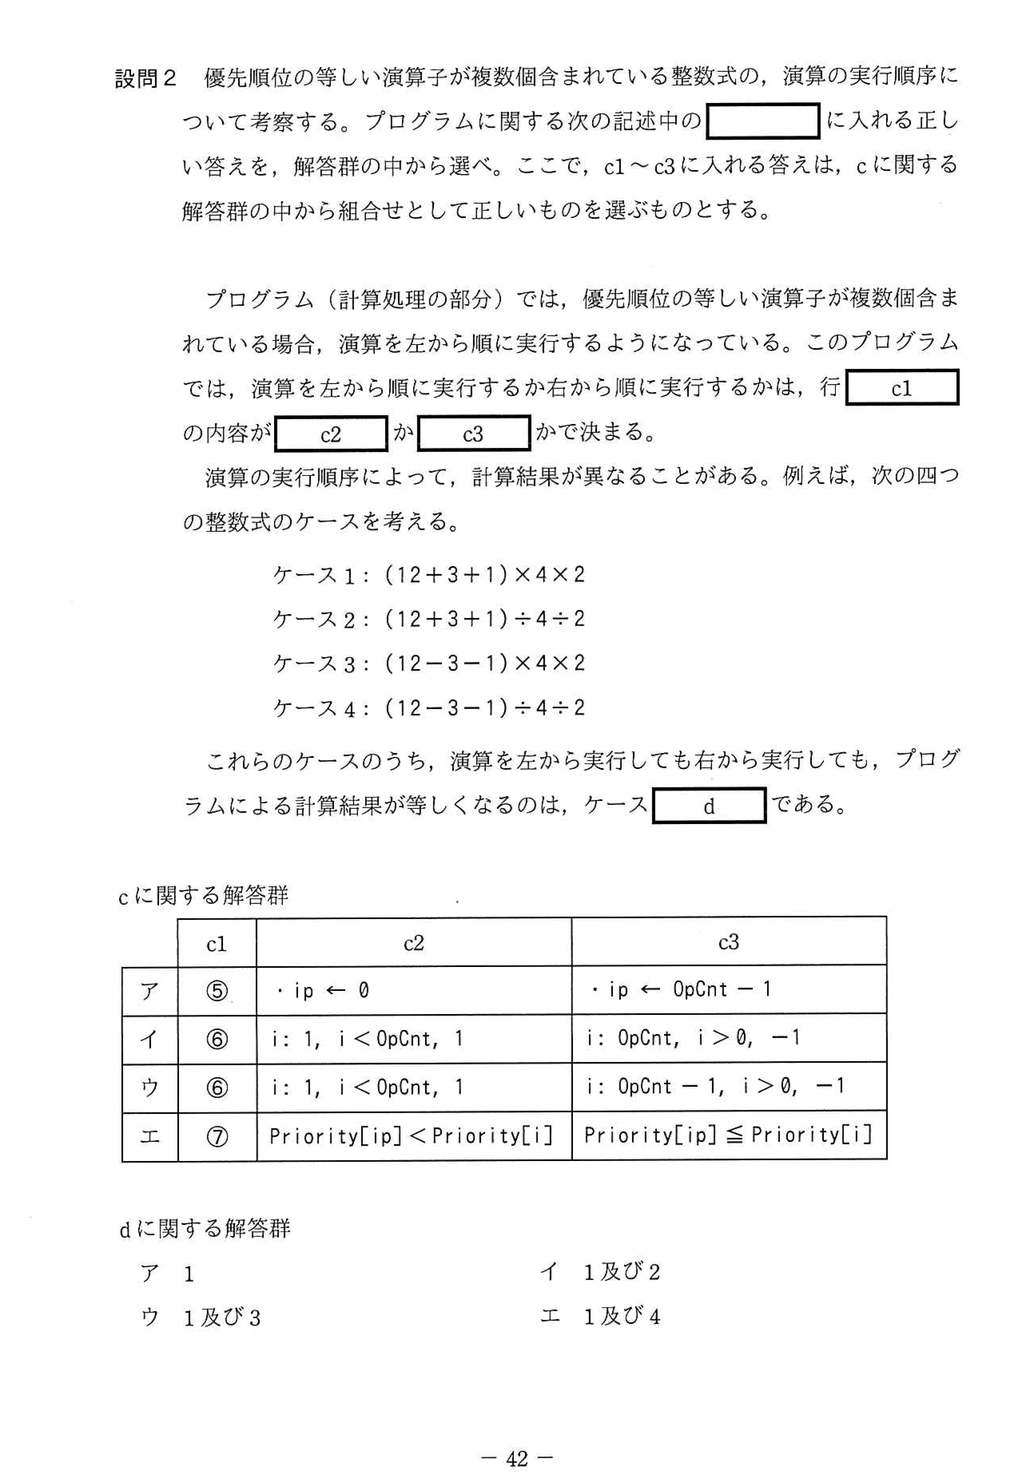 設問2 優先順位の等しい演算子が複数個含まれている整数式の，演算の実行順序に
ついて考察する。プログラムに関する次の記述中の に入れる正し
い答えを，解答群の中から選べ。ここで，c1～c3に入れる答えは，cに関する
解答群の中から組合せとして正しいものを選ぶものとする。
プログラム（計算処理の部分）では，優先順位の等しい演算子が複数個含ま
れている場合，演算を左から順に実行するようになっている。このプログラム
では，演算を左から順に実行するか右から順に実行するかは，行 c1
の内容が c2 か c3 かで決まる。
演算の実行順序によって，計算結果が異なることがある。例えば，次の四つ
の整数式のケースを考える。
ケース1：(12＋3＋1)×4×2
ケース2：(12＋3＋1)÷4÷2
ケース3：(12－3－1)×4×2
ケース4：(12－3－1)÷4÷2
これらのケースのうち，演算を左から実行しても右から実行しても，プログ
ラムによる計算結果が等しくなるのは，ケース d である。
cに関する解答群
c1 c2 c3
ア ⑤ ・ip ← 0 ・ip ← OpCnt － 1
イ ⑥ i: 1, i＜OpCnt, 1 i: OpCnt, i＞0, －1
ウ ⑥ i: 1, i＜OpCnt, 1 i: OpCnt － 1, i＞0, －1
エ ⑦ Priority[ip]＜Priority[i] Priority[ip]≦Priority[i]
dに関する解答群
ア 1 イ 1及び2
ウ 1及び3 エ 1及び4
－ 42 －